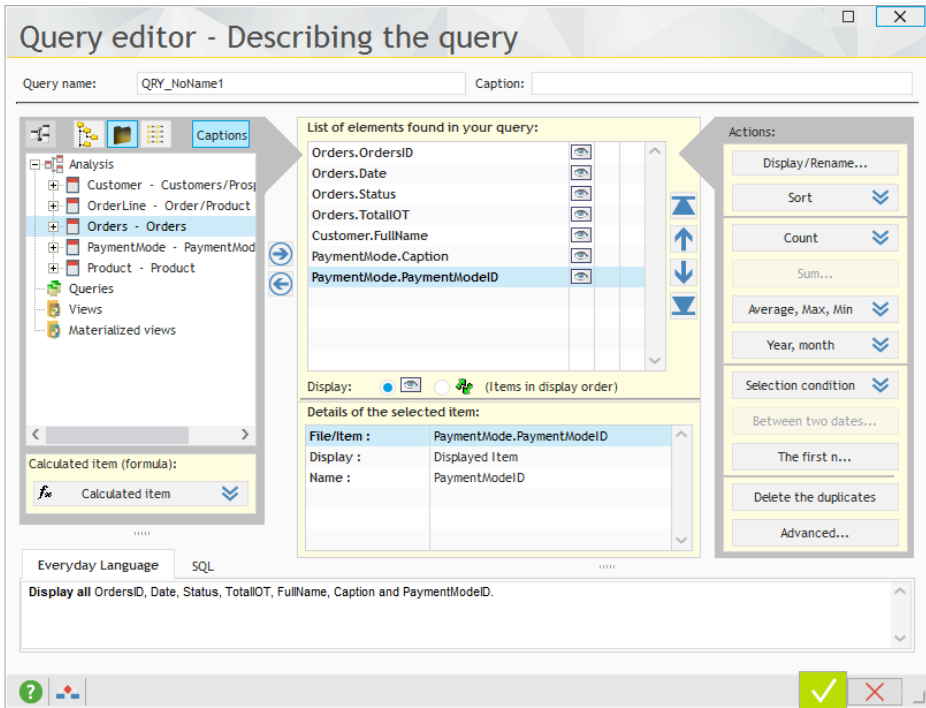 Query editor - Describing the query
Query name: QRY_NoName1 Caption:
Captions
Analysis
Customer - Customers/Pros
OrderLine - Order/Product
Orders - Orders
PaymentMode - PaymentMod
Product - Product
Queries
Views
Materialized views
Calculated item (formula):
fx Calculated item
List of elements found in your query:
Orders.OrdersID
Orders.Date
Orders.Status
Orders.TotalIOT
Customer.FullName
PaymentMode.Caption
PaymentMode.PaymentModeID
Display: (Items in display order)
Details of the selected item:
File/Item : PaymentMode.PaymentModeID
Display : Displayed Item
Name : PaymentModeID
Actions:
Display/Rename...
Sort
Count
Sum...
Average, Max, Min
Year, month
Selection condition
Between two dates...
The first n...
Delete the duplicates
Advanced...
Everyday Language SQL
Display all OrdersID, Date, Status, TotalIOT, FullName, Caption and PaymentModeID.
?